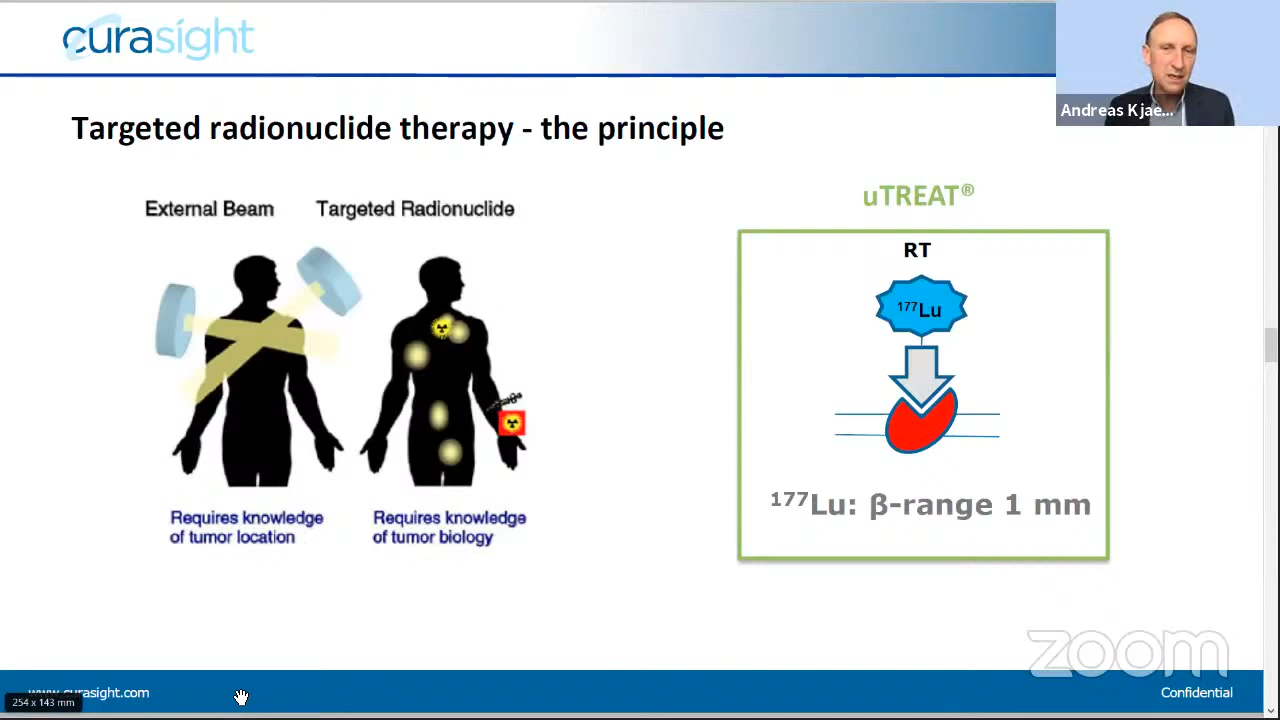 curasight
Andreas Kjae...
Targeted radionuclide therapy - the principle
External Beam
Targeted Radionuclide
Requires knowledge
of tumor location
Requires knowledge
of tumor biology
uTREAT®
RT
¹⁷⁷Lu
¹⁷⁷Lu: β-range 1 mm
zoom
www.curasight.com
254 x 143 mm
Confidential